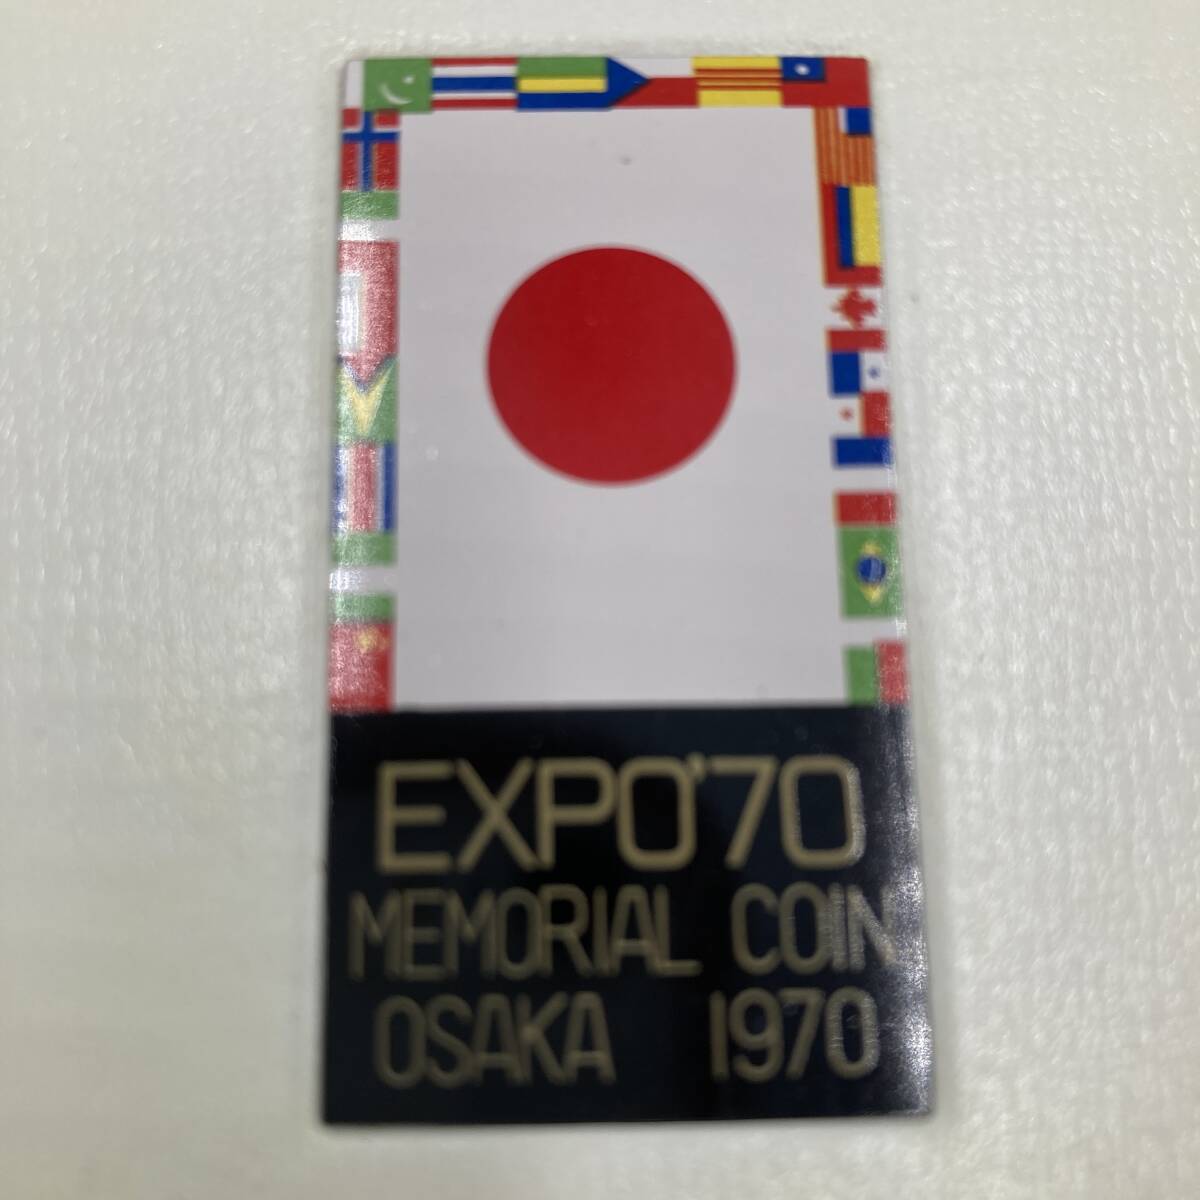 EXPO'70
MEMORIAL COIN
OSAKA 1970